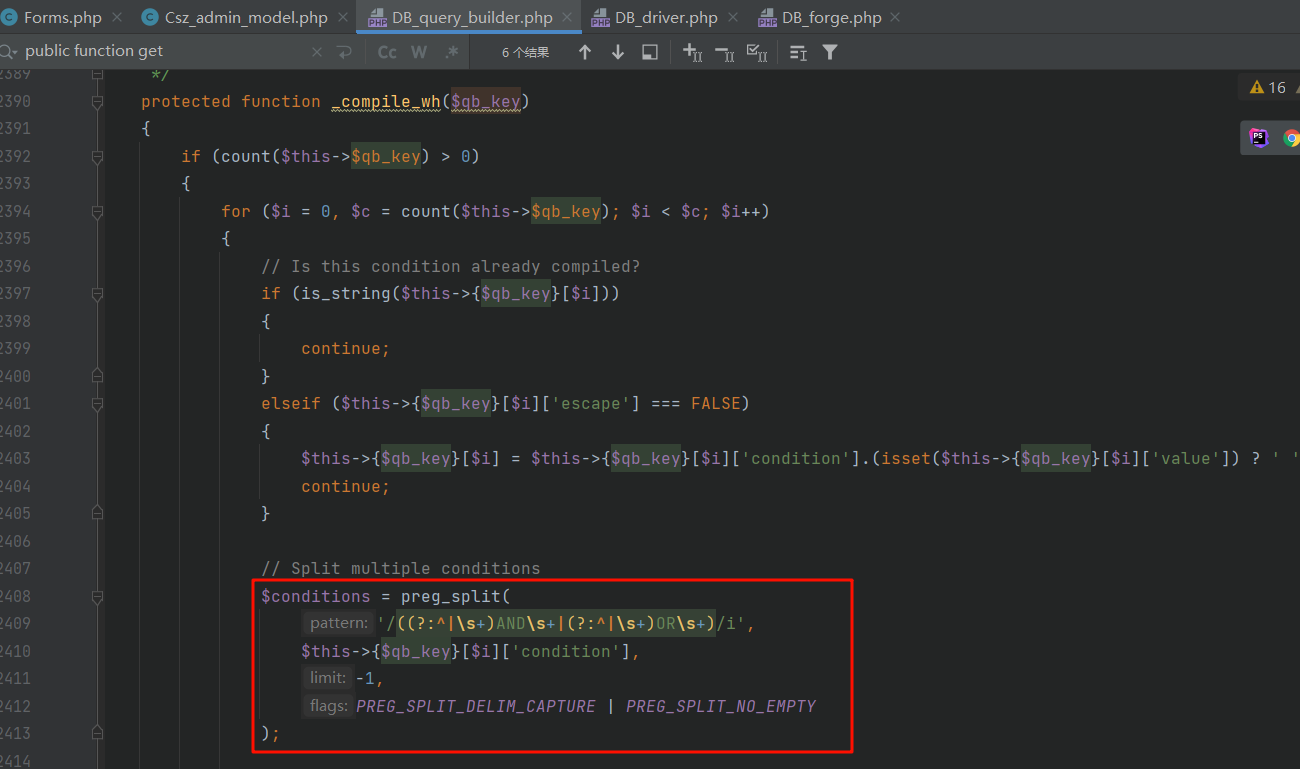 Forms.php × Csz_admin_model.php × DB_query_builder.php × DB_driver.php × DB_forge.php ×
public function get × Cc W .* 6 个结果
2389 */
2390 protected function _compile_wh($qb_key) 16
2391 {
2392 if (count($this->$qb_key) > 0)
2393 {
2394 for ($i = 0, $c = count($this->$qb_key); $i < $c; $i++)
2395 {
2396 // Is this condition already compiled?
2397 if (is_string($this->{$qb_key}[$i]))
2398 {
2399 continue;
2400 }
2401 elseif ($this->{$qb_key}[$i]['escape'] === FALSE)
2402 {
2403 $this->{$qb_key}[$i] = $this->{$qb_key}[$i]['condition'].(isset($this->{$qb_key}[$i]['value']) ? ' '
2404 continue;
2405 }
2406
2407 // Split multiple conditions
2408 $conditions = preg_split(
2409 pattern: '/((?:^|\s+)AND\s+|(?:^|\s+)OR\s+)/i',
2410 $this->{$qb_key}[$i]['condition'],
2411 limit: -1,
2412 flags: PREG_SPLIT_DELIM_CAPTURE | PREG_SPLIT_NO_EMPTY
2413 );
2414